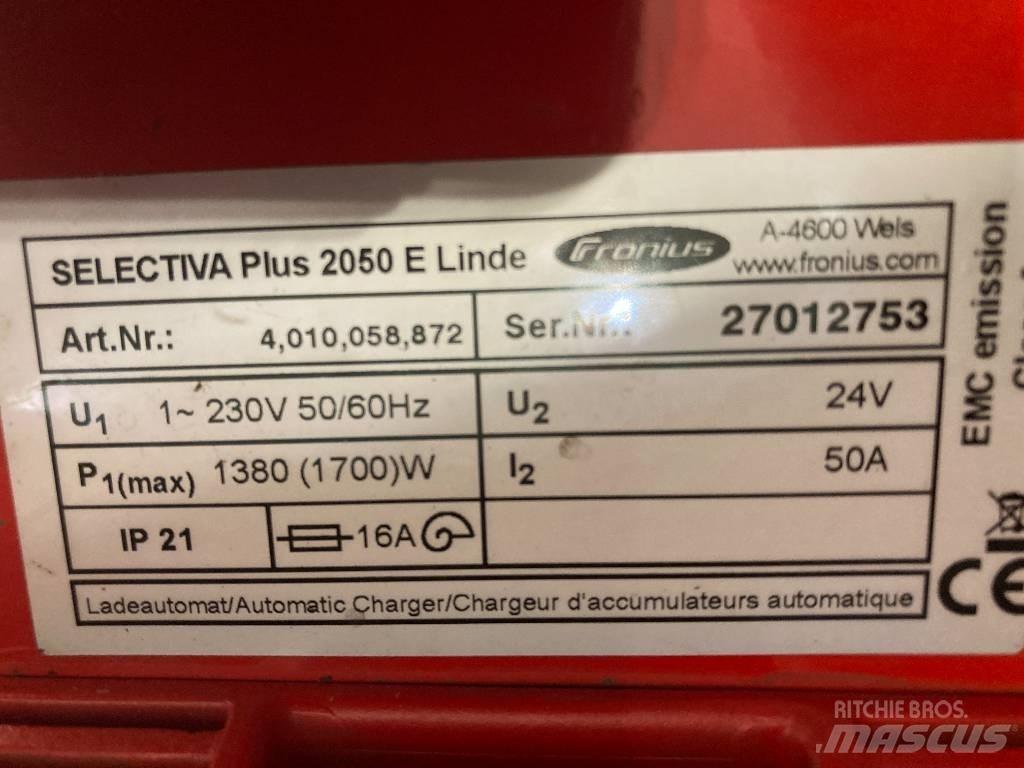 SELECTIVA Plus 2050 E Linde
Fronius
A-4600 Wels
www.fronius.com
Art.Nr.: 4,010,058,872
Ser.Nr.: 27012753
U1 1~ 230V 50/60Hz
U2 24V
P1(max) 1380 (1700)W
I2 50A
IP 21
16A
Ladeautomat/Automatic Charger/Chargeur d'accumulateurs automatique
EMC emission
CE
RITCHIE BROS.
MASCUS